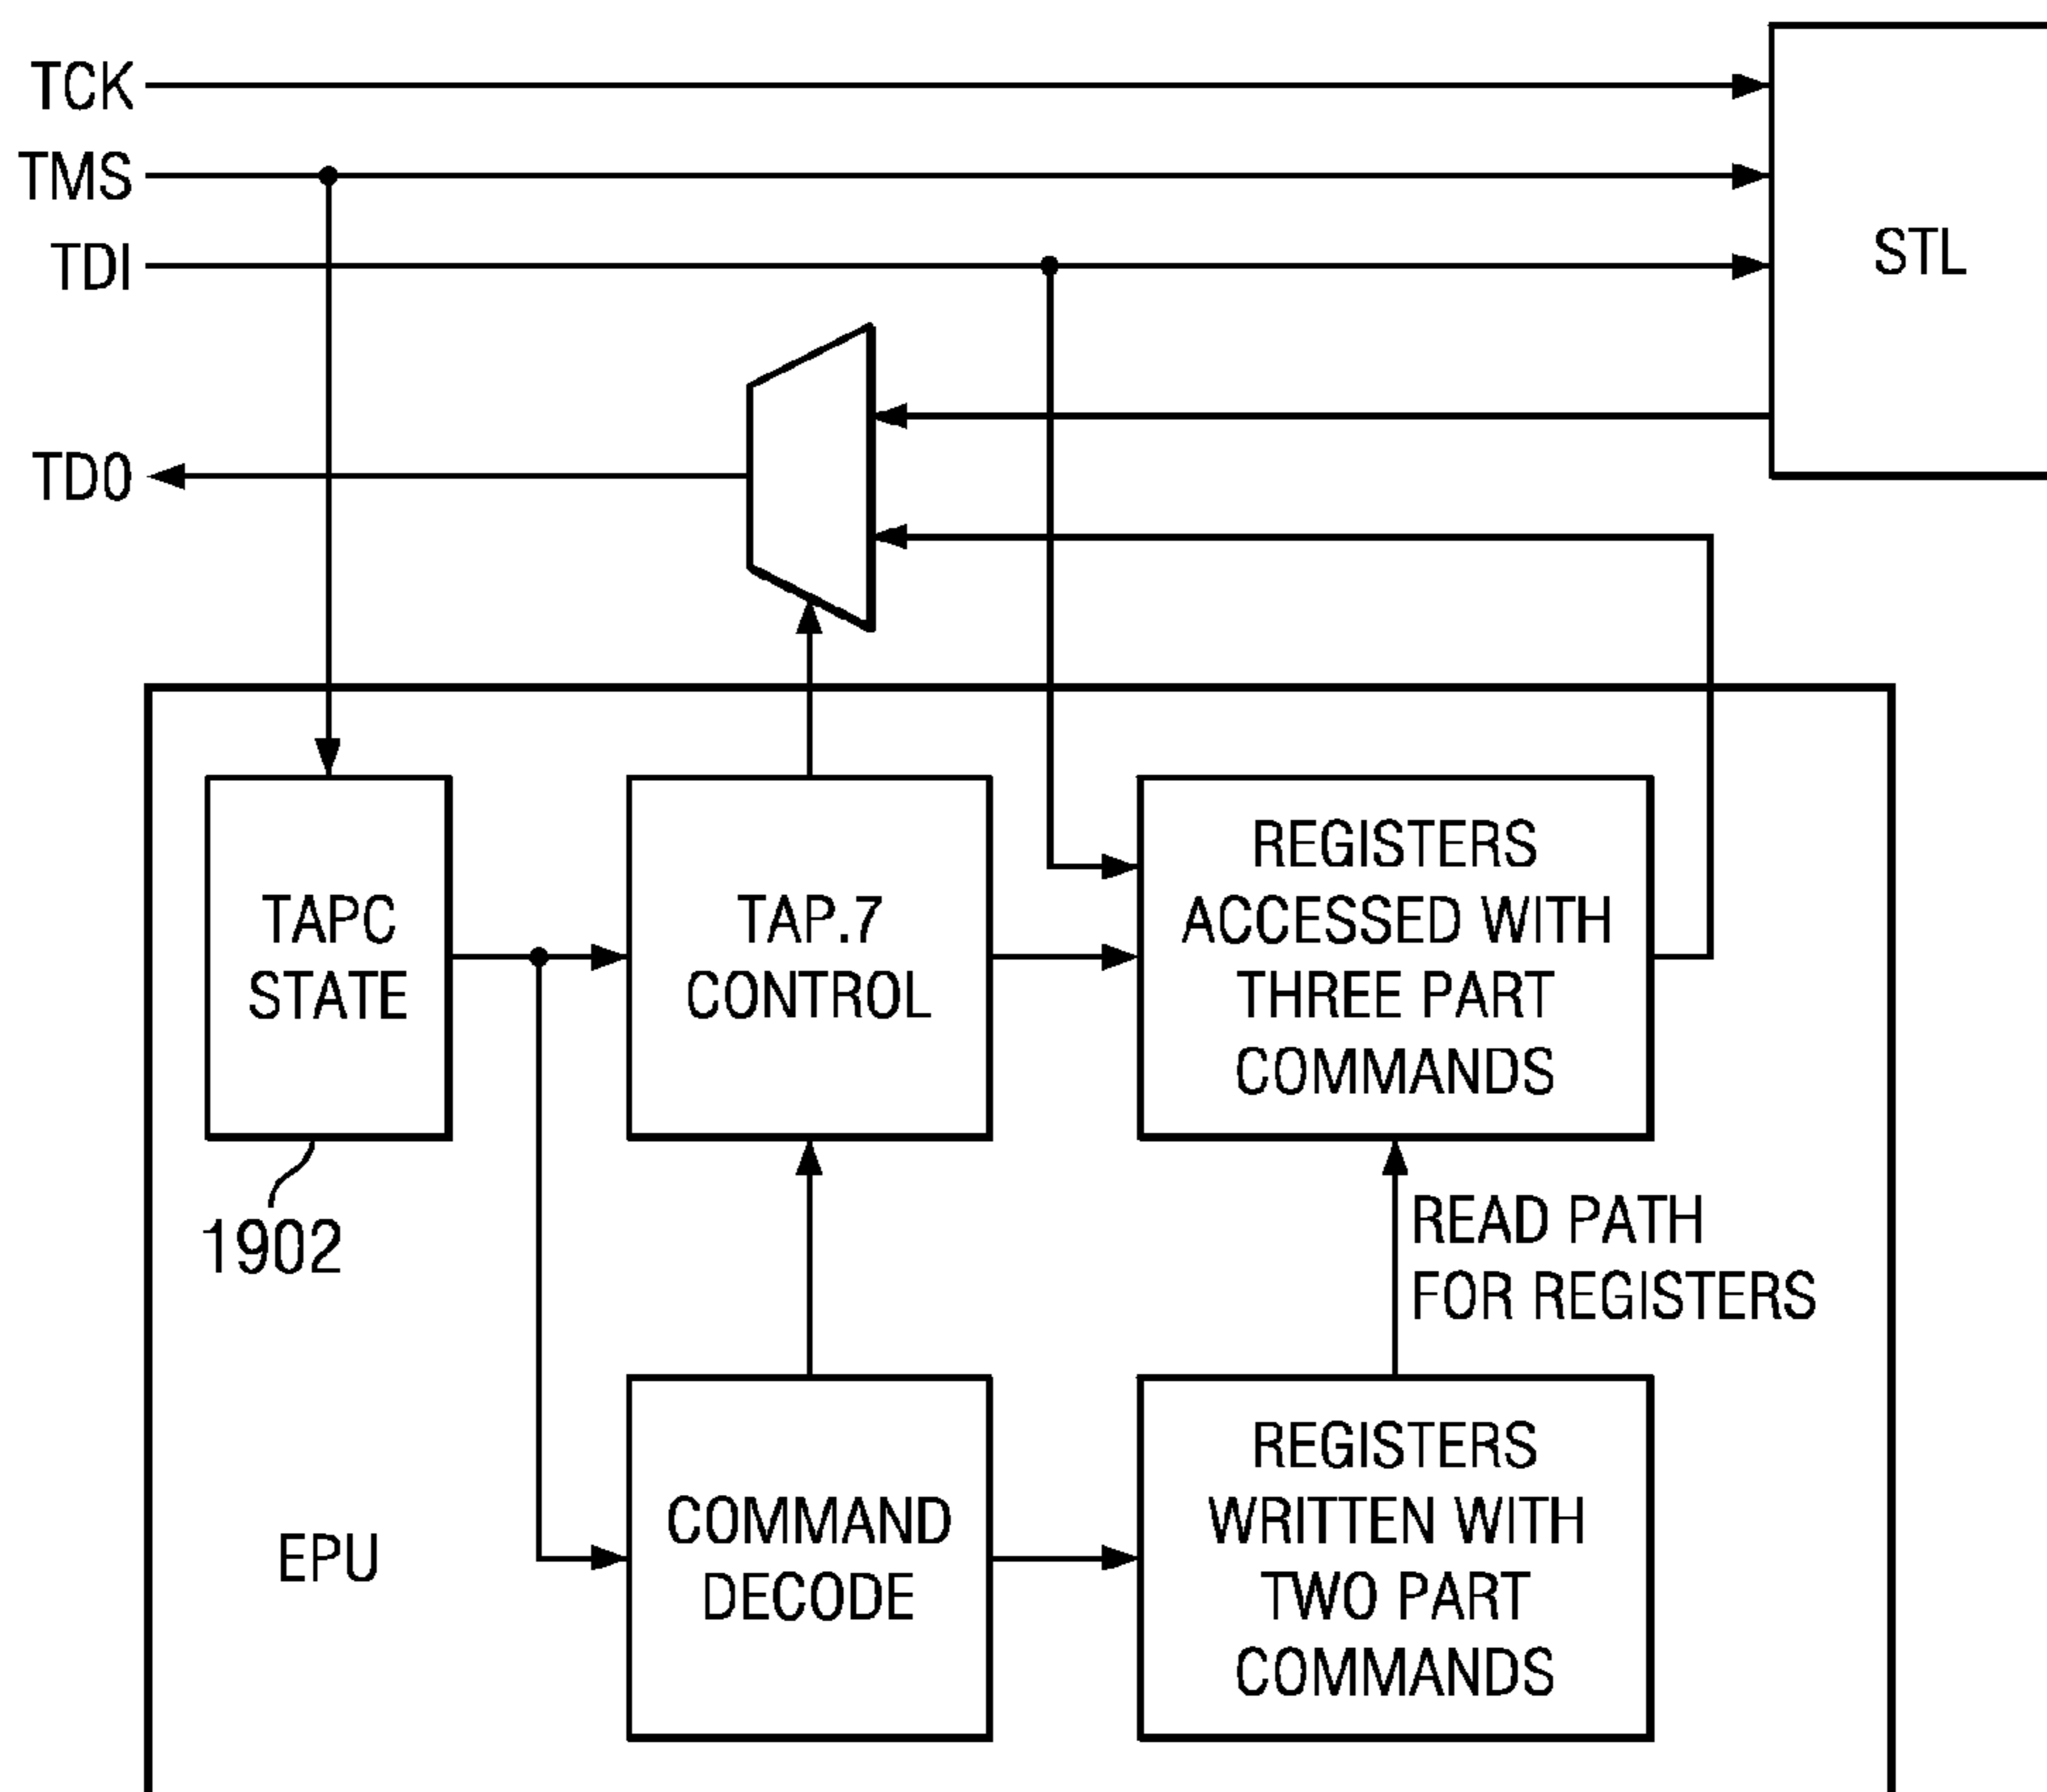 TCK
TMS
TDI
STL
TD0
TAPC
STATE
1902
TAP.7
CONTROL
REGISTERS
ACCESSED WITH
THREE PART
COMMANDS
READ PATH
FOR REGISTERS
EPU
COMMAND
DECODE
REGISTERS
WRITTEN WITH
TWO PART
COMMANDS